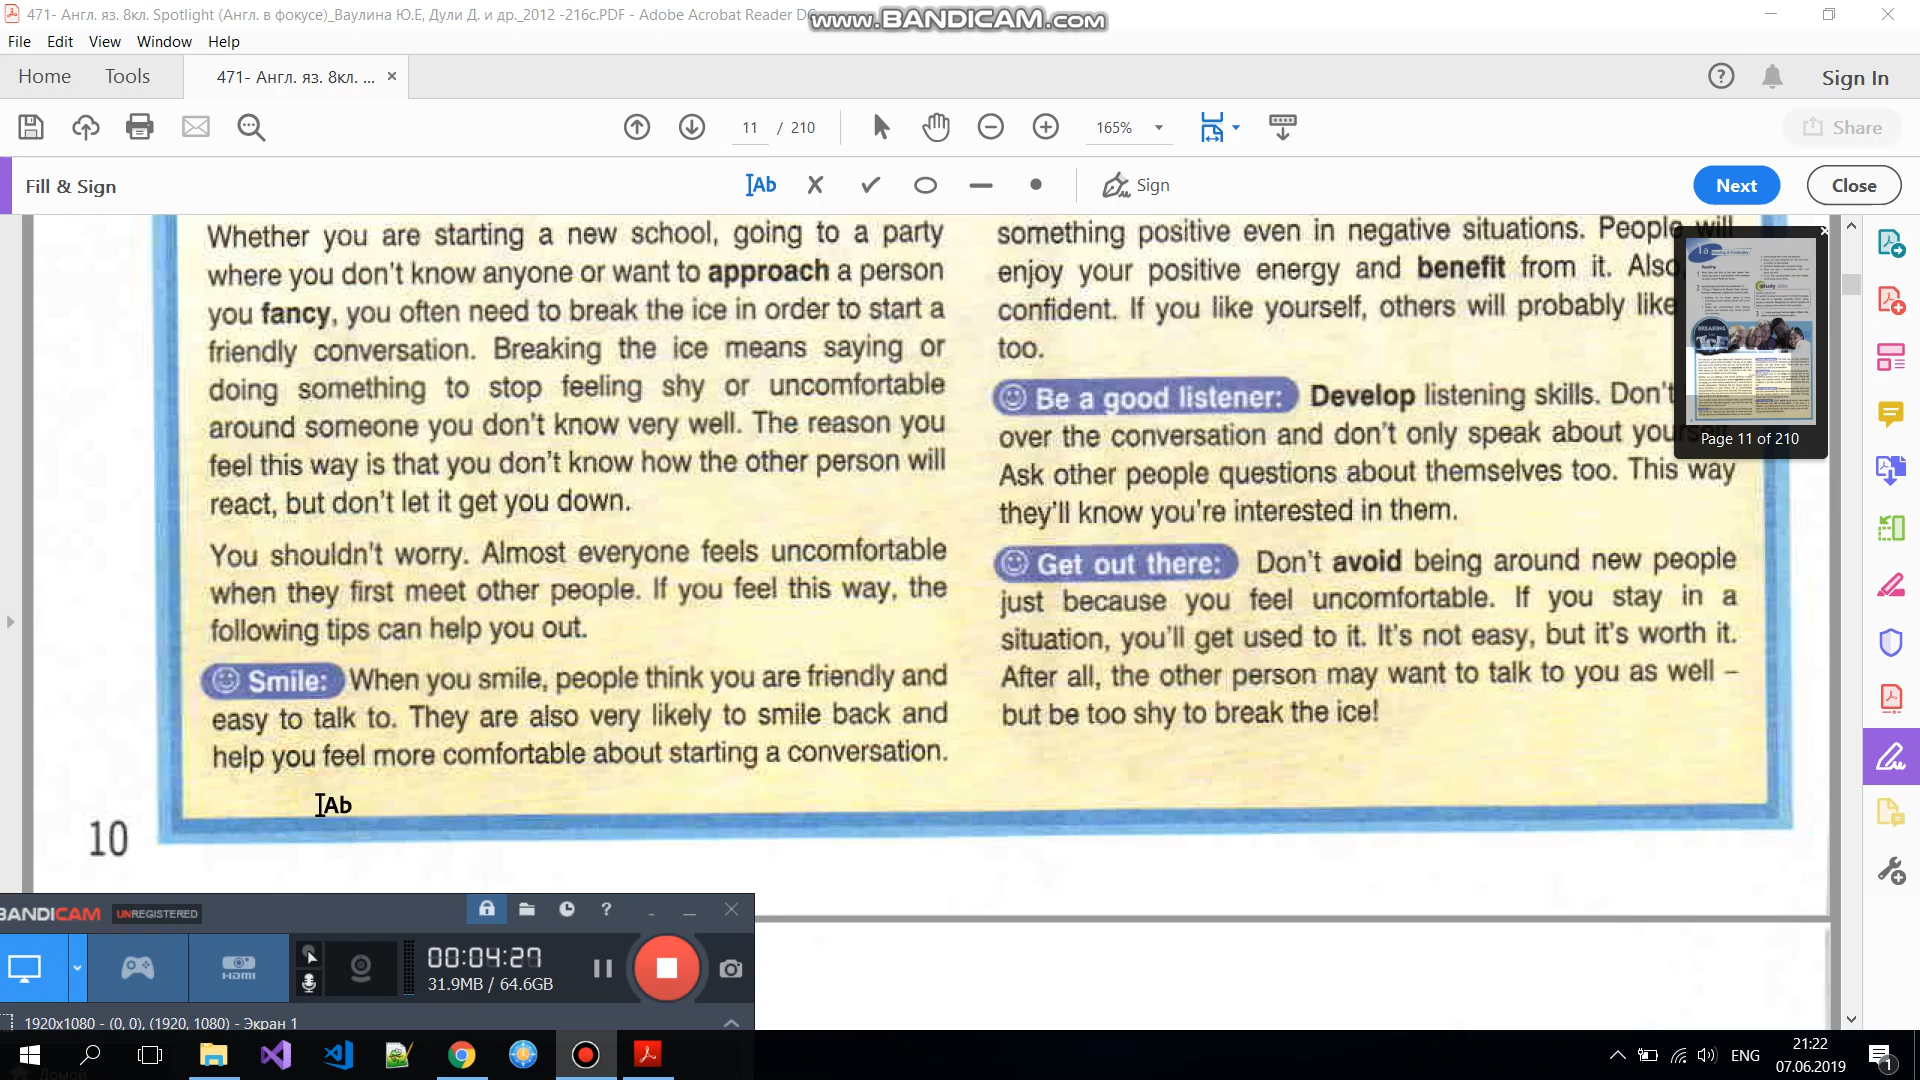 471- Англ. яз. 8кл. Spotlight (Англ. в фокусе)_Ваулина Ю.Е, Дули Д. и др._2012 -216с.PDF - Adobe Acrobat Reader DC
www.BANDICAM.com
File Edit View Window Help
Home Tools 471- Англ. яз. 8кл. ... Sign In
11 / 210 165% Share
Fill & Sign Ab Sign Next Close
Whether you are starting a new school, going to a party
where you don't know anyone or want to approach a person
you fancy, you often need to break the ice in order to start a
friendly conversation. Breaking the ice means saying or
doing something to stop feeling shy or uncomfortable
around someone you don't know very well. The reason you
feel this way is that you don't know how the other person will
react, but don't let it get you down.
You shouldn't worry. Almost everyone feels uncomfortable
when they first meet other people. If you feel this way, the
following tips can help you out.
Smile: When you smile, people think you are friendly and
easy to talk to. They are also very likely to smile back and
help you feel more comfortable about starting a conversation.
Ab
10
something positive even in negative situations. People will
enjoy your positive energy and benefit from it. Also,
confident. If you like yourself, others will probably like
too.
Be a good listener: Develop listening skills. Don't
over the conversation and don't only speak about yourself.
Ask other people questions about themselves too. This way
they'll know you're interested in them.
Get out there: Don't avoid being around new people
just because you feel uncomfortable. If you stay in a
situation, you'll get used to it. It's not easy, but it's worth it.
After all, the other person may want to talk to you as well –
but be too shy to break the ice!
1a
Reading
study skills
BREAKING
ICE
Page 11 of 210
BANDICAM UNREGISTERED
HDMI
00:04:27
31.9MB / 64.6GB
1920x1080 - (0, 0), (1920, 1080) - Экран 1
ENG
21:22
07.06.2019
1
Домой